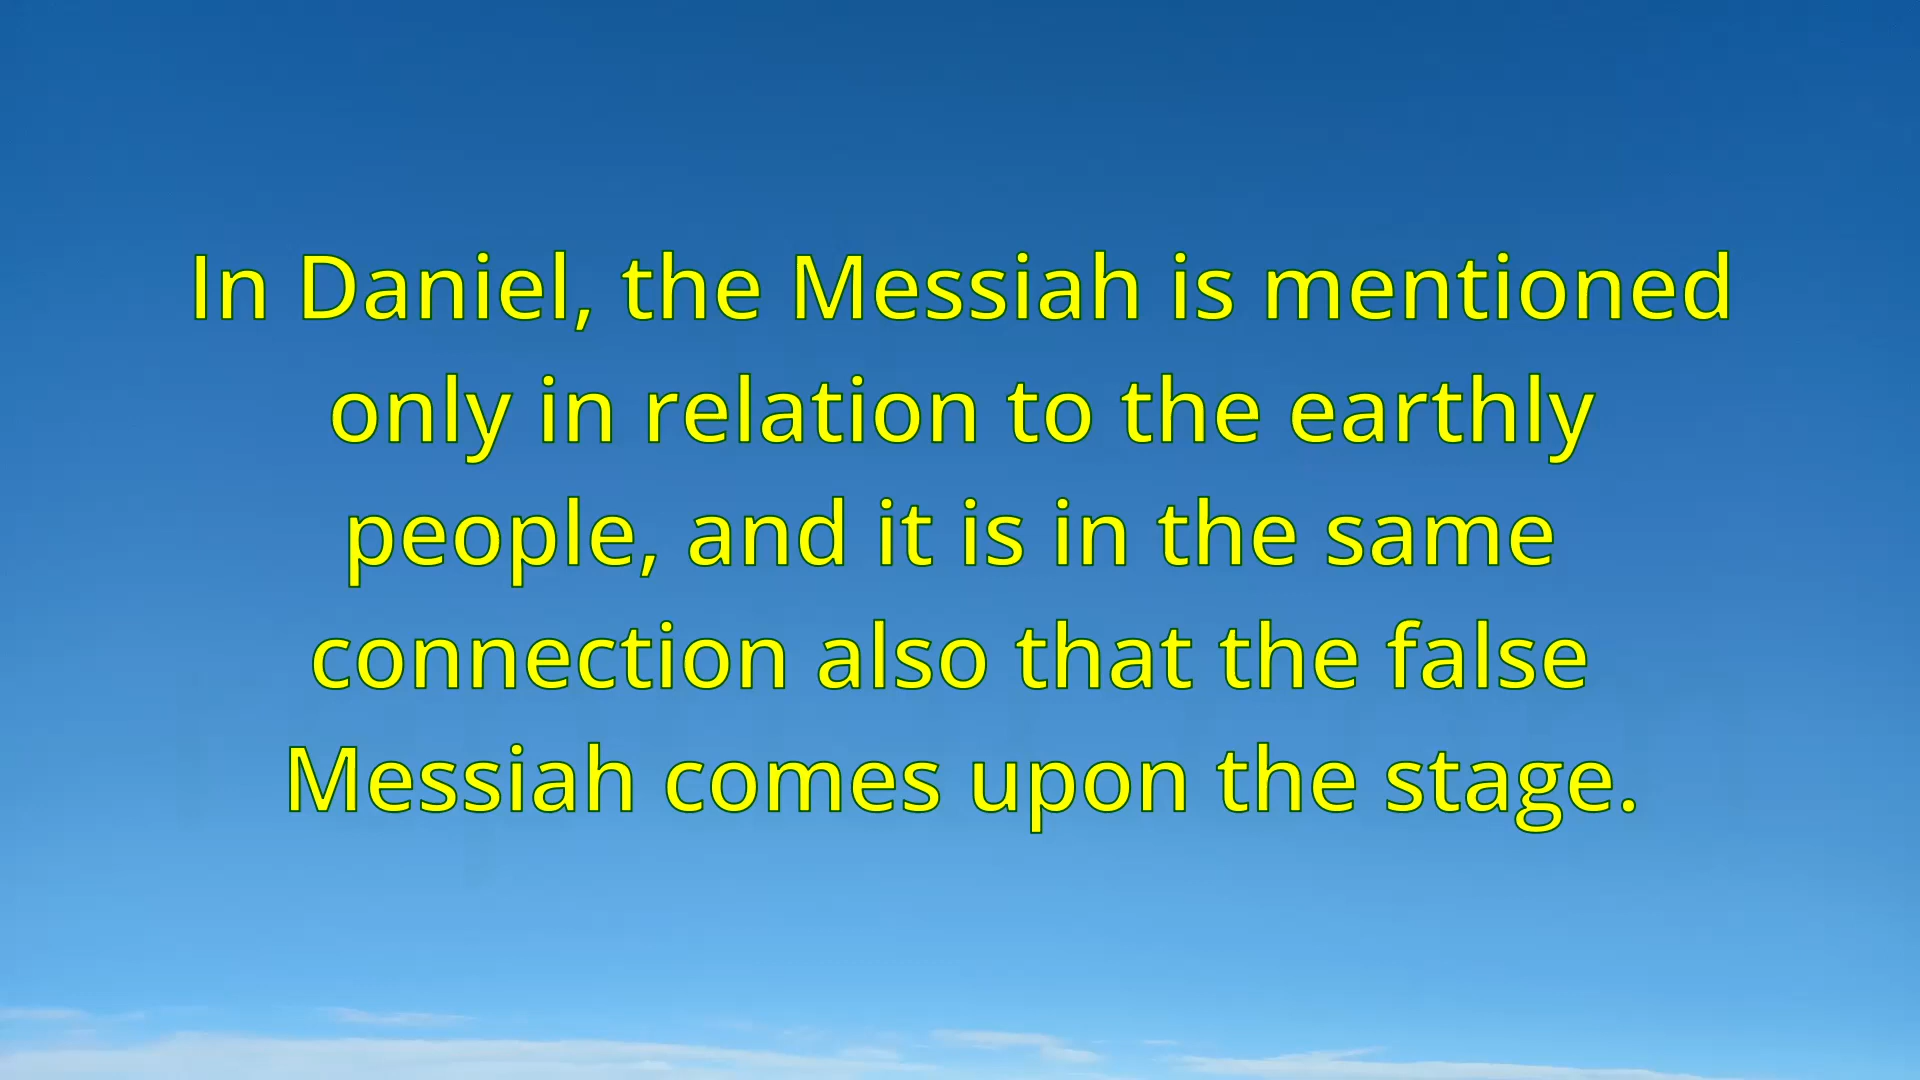 In Daniel, the Messiah is mentioned
only in relation to the earthly
people, and it is in the same
connection also that the false
Messiah comes upon the stage.